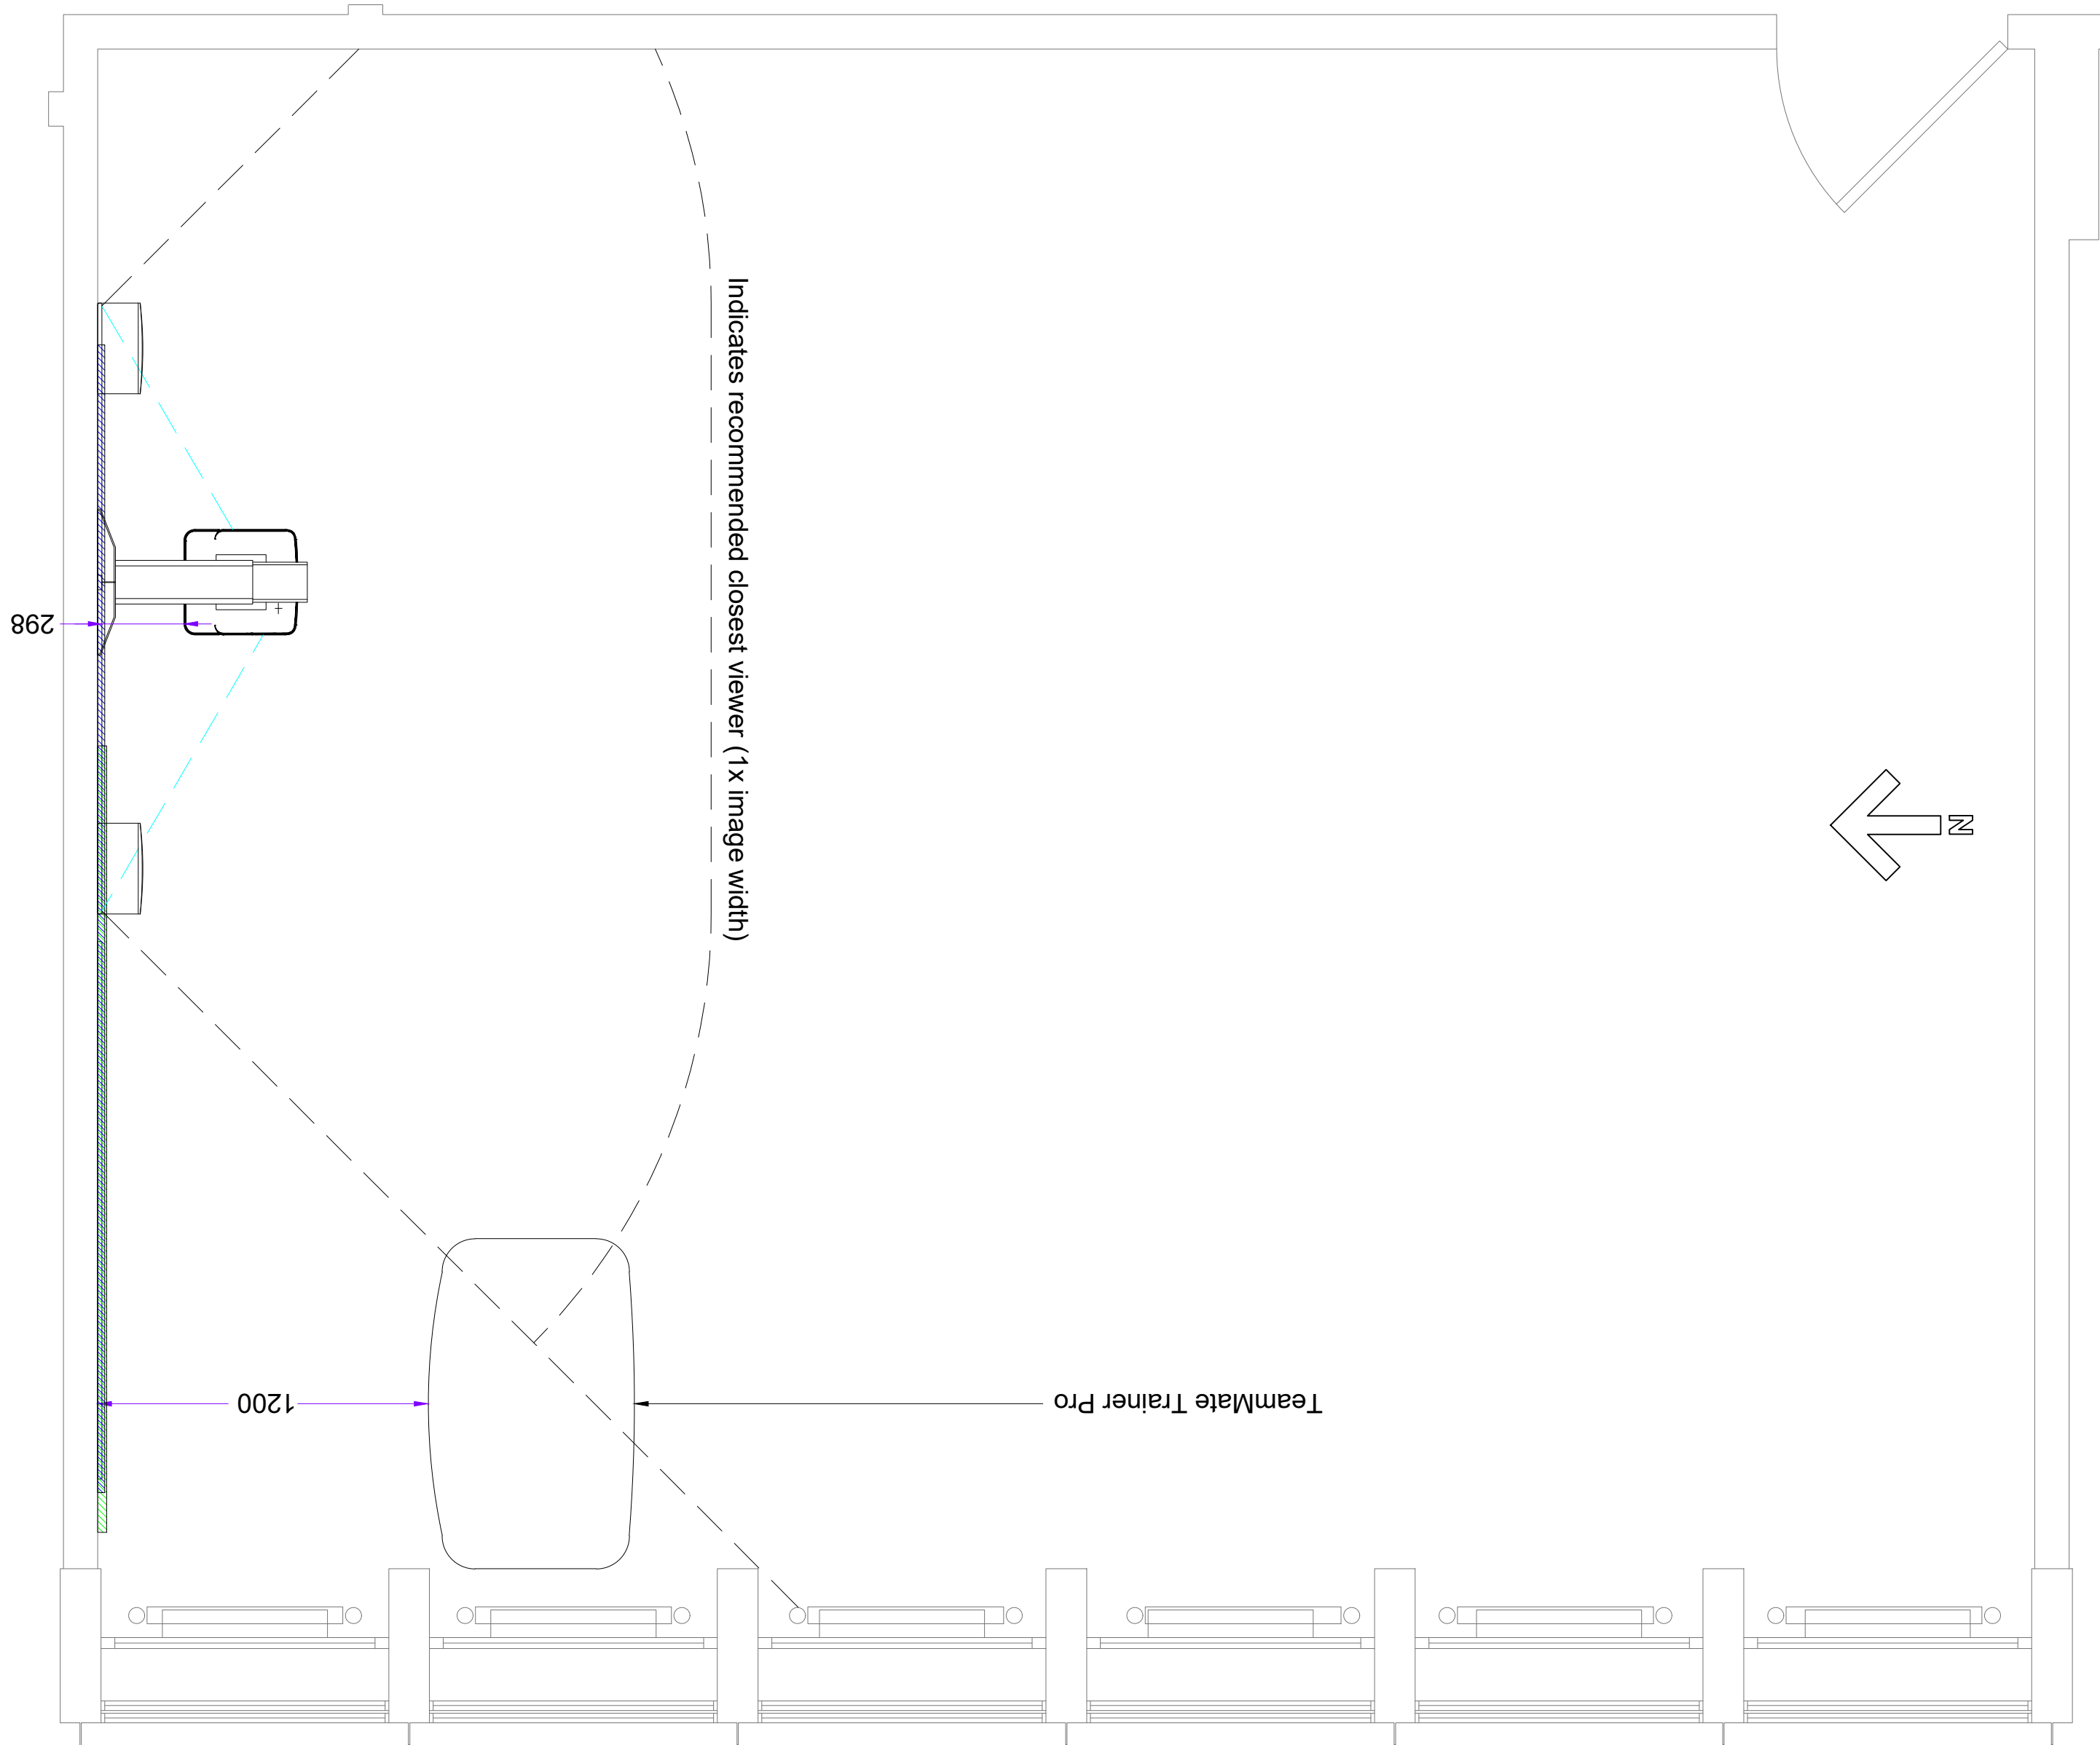 Indicates recommended closest viewer (1x image width)
298
N
1200
TeamMate Trainer Pro